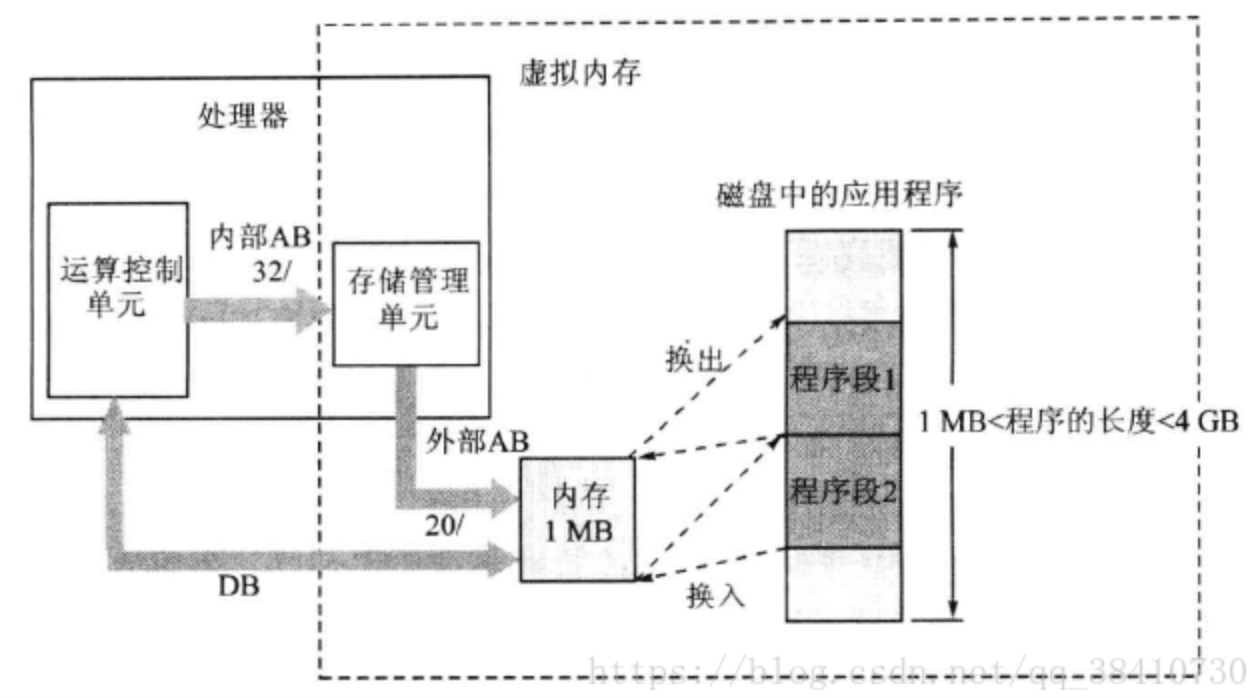 虚拟内存
处理器
磁盘中的应用程序
内部AB
32/
运算控制
单元
存储管理
单元
换出
程序段1
1 MB<程序的长度<4 GB
外部AB
程序段2
内存
1 MB
20/
DB
换入
https://blog.csdn.net/qq_38410730